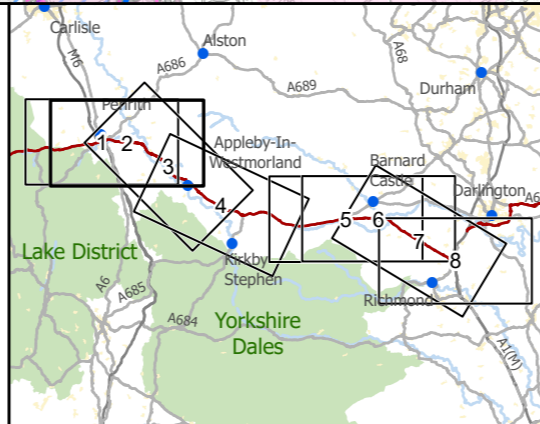 Carlisle
M6
A686
Alston
A68
A689
Durham
Penrith
1
2
3
Appleby-In-
Westmorland
4
Barnard
Castle
Darlington
A6
5
6
7
8
Lake District
Kirkby
Stephen
A6
A685
Richmond
A684
Yorkshire
Dales
A1(M)